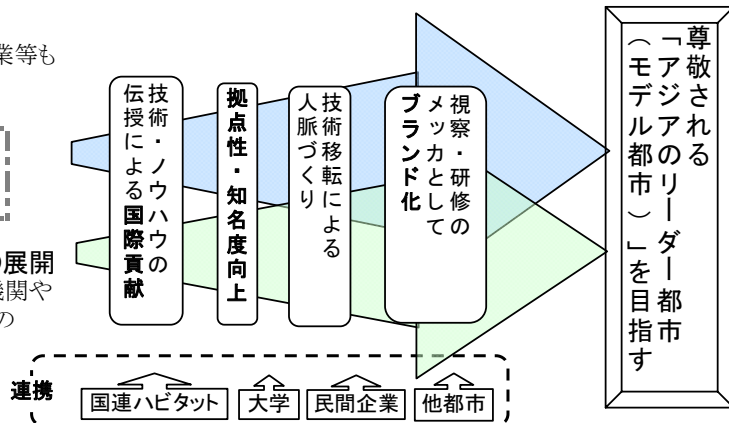 業等も
の展開
機関や
の
技術・ノウハウの
伝授による国際貢献
拠点性・知名度向上
技術移転による
人脈づくり
視察・研修の
メッカとして
ブランド化
尊敬される
「アジアのリーダー都市
（モデル都市）」を目指す
連携
国連ハビタット
大学
民間企業
他都市